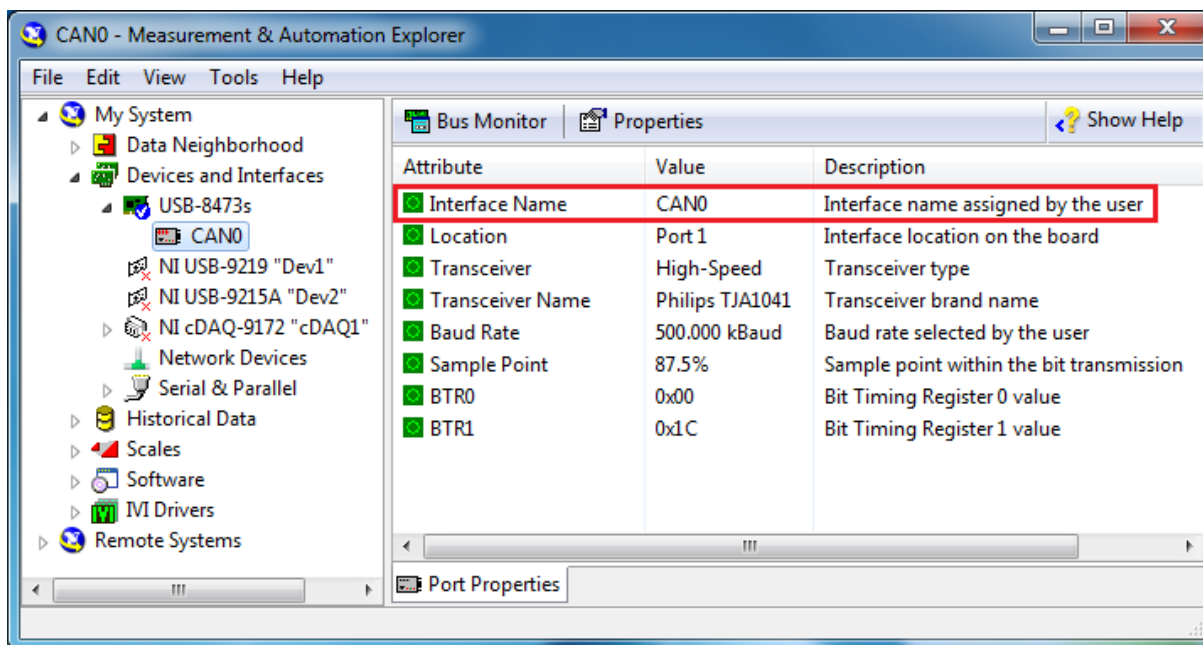 CAN0 - Measurement & Automation Explorer
File Edit View Tools Help
My System
Data Neighborhood
Devices and Interfaces
USB-8473s
CAN0
NI USB-9219 "Dev1"
NI USB-9215A "Dev2"
NI cDAQ-9172 "cDAQ1"
Network Devices
Serial & Parallel
Historical Data
Scales
Software
IVI Drivers
Remote Systems
Bus Monitor Properties Show Help
Attribute Value Description
Interface Name CAN0 Interface name assigned by the user
Location Port 1 Interface location on the board
Transceiver High-Speed Transceiver type
Transceiver Name Philips TJA1041 Transceiver brand name
Baud Rate 500.000 kBaud Baud rate selected by the user
Sample Point 87.5% Sample point within the bit transmission
BTR0 0x00 Bit Timing Register 0 value
BTR1 0x1C Bit Timing Register 1 value
Port Properties